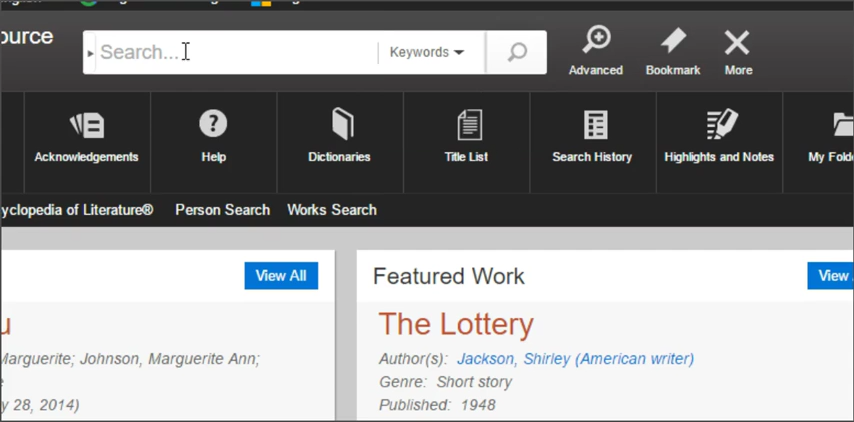 ource
Search...
Keywords
Advanced
Bookmark
More
Acknowledgements
Help
Dictionaries
Title List
Search History
Highlights and Notes
My Fold
yclopedia of Literature®
Person Search
Works Search
View All
Featured Work
View
u
The Lottery
Marguerite; Johnson, Marguerite Ann;
Author(s): Jackson, Shirley (American writer)
e
Genre: Short story
y 28, 2014)
Published: 1948